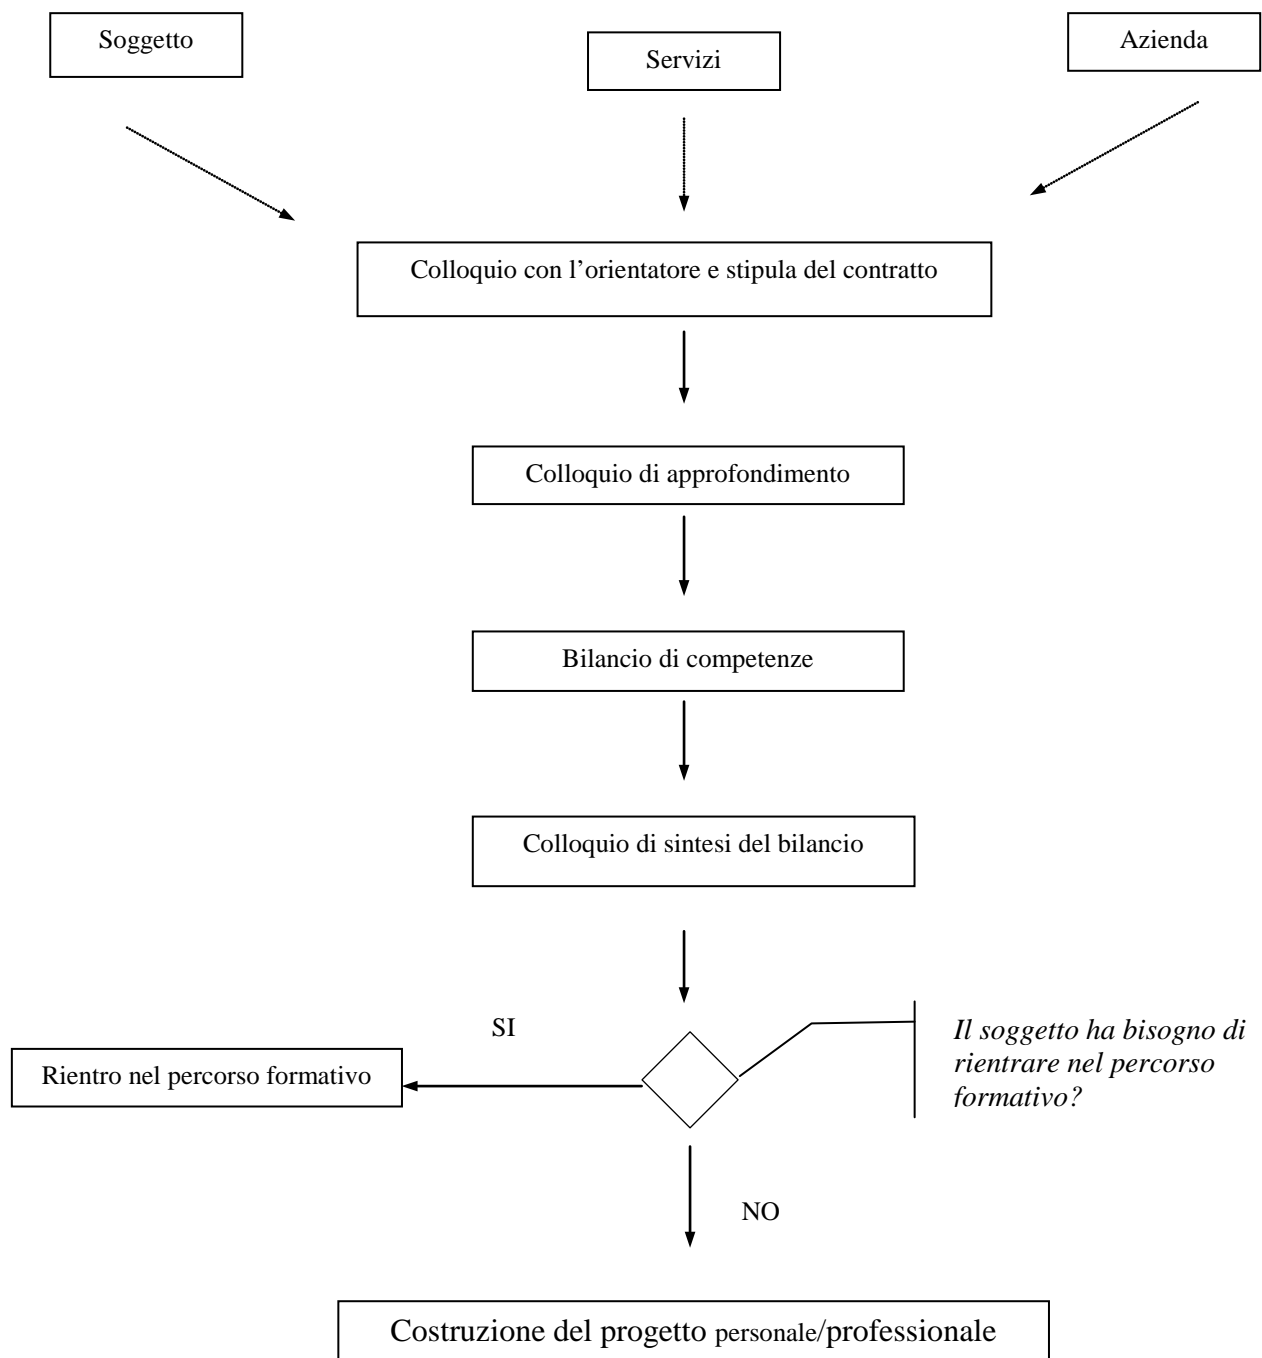 Soggetto
Servizi
Azienda
Colloquio con l’orientatore e stipula del contratto
Colloquio di approfondimento
Bilancio di competenze
Colloquio di sintesi del bilancio
SI
Il soggetto ha bisogno di
rientrare nel percorso
formativo?
Rientro nel percorso formativo
NO
Costruzione del progetto personale/professionale